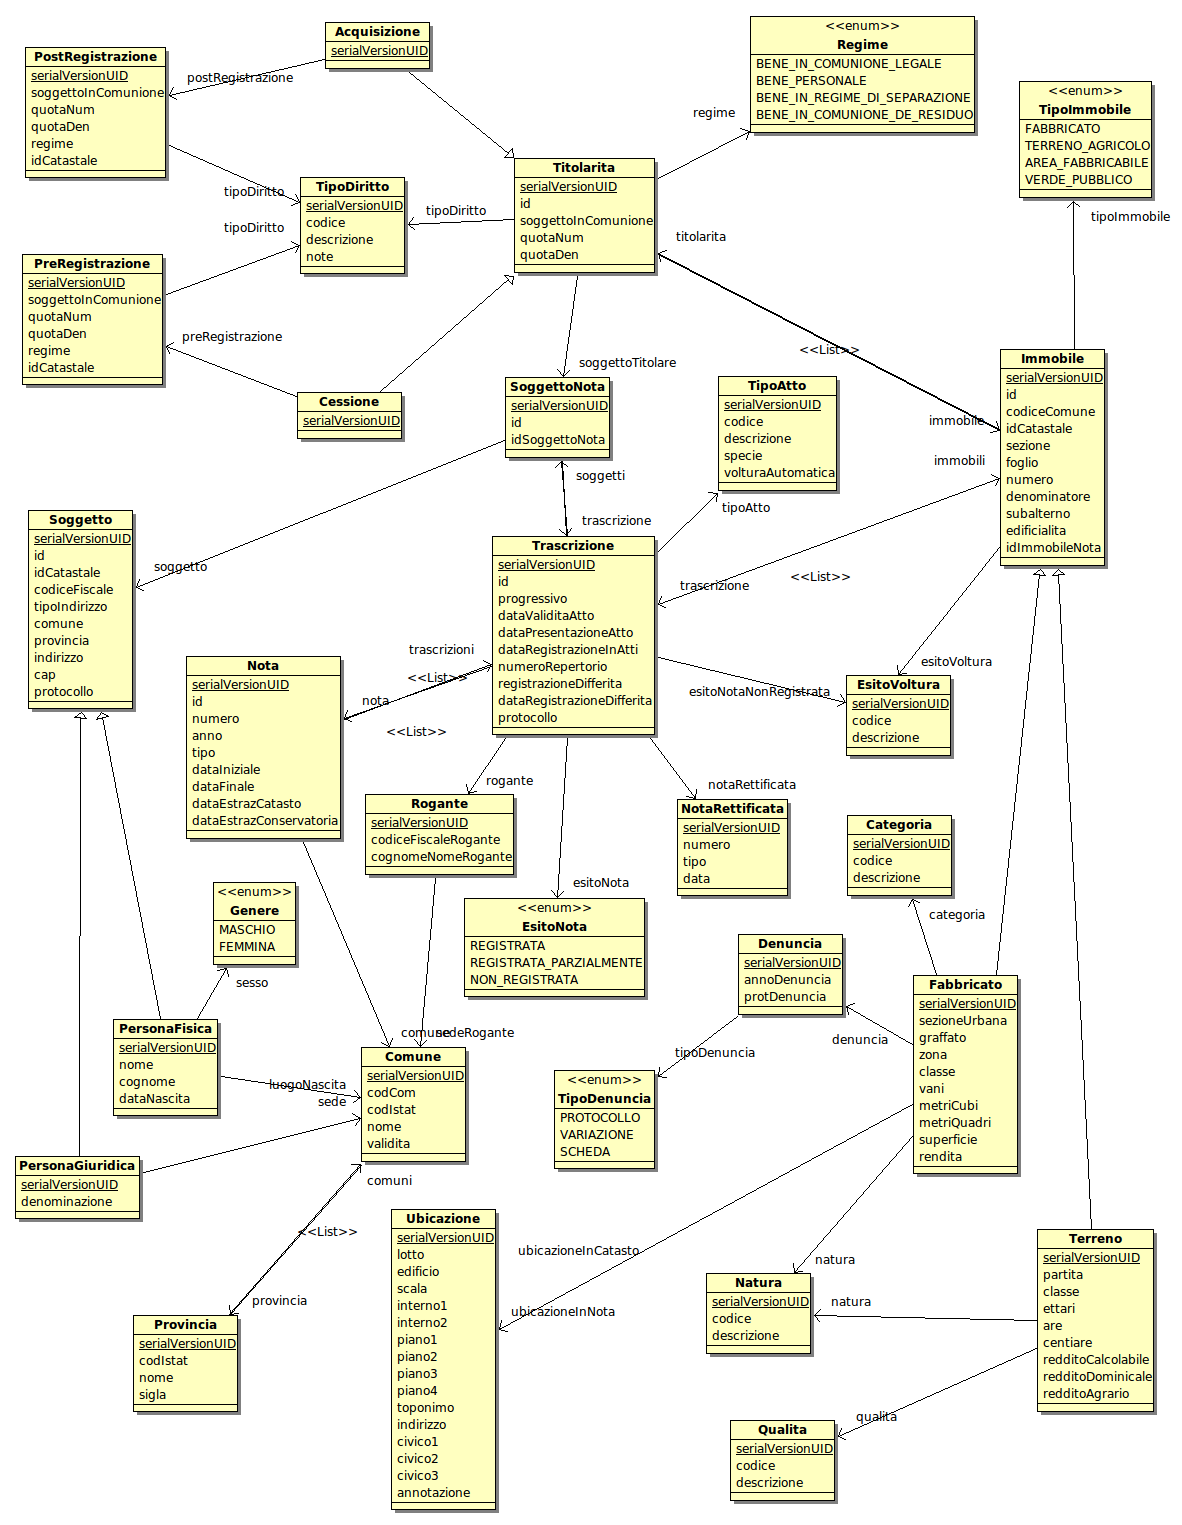 Acquisizione
serialVersionUID
<<enum>>
Regime
BENE_IN_COMUNIONE_LEGALE
BENE_PERSONALE
BENE_IN_REGIME_DI_SEPARAZIONE
BENE_IN_COMUNIONE_DE_RESIDUO
PostRegistrazione
serialVersionUID
soggettoInComunione
quotaNum
quotaDen
regime
idCatastale
postRegistrazione
<<enum>>
TipoImmobile
FABBRICATO
TERRENO_AGRICOLO
AREA_FABBRICABILE
VERDE_PUBBLICO
regime
Titolarita
serialVersionUID
id
soggettoInComunione
quotaNum
quotaDen
TipoDiritto
serialVersionUID
codice
descrizione
note
tipoDiritto
tipoDiritto
tipoDiritto
tipoImmobile
titolarita
PreRegistrazione
serialVersionUID
soggettoInComunione
quotaNum
quotaDen
regime
idCatastale
preRegistrazione
<<List>>
soggettoTitolare
Immobile
serialVersionUID
id
codiceComune
idCatastale
sezione
foglio
numero
denominatore
subalterno
edificialita
idImmobileNota
immobile
immobili
Cessione
serialVersionUID
SoggettoNota
serialVersionUID
id
idSoggettoNota
TipoAtto
serialVersionUID
codice
descrizione
specie
volturaAutomatica
soggetti
trascrizione
tipoAtto
Soggetto
serialVersionUID
id
idCatastale
codiceFiscale
tipoIndirizzo
comune
provincia
indirizzo
cap
protocollo
soggetto
Trascrizione
serialVersionUID
id
progressivo
dataValiditaAtto
dataPresentazioneAtto
dataRegistrazioneInAtti
numeroRepertorio
registrazioneDifferita
dataRegistrazioneDifferita
protocollo
trascrizione
<<List>>
trascrizioni
<<List>>
nota
<<List>>
esitoNotaNonRegistrata
esitoVoltura
Nota
serialVersionUID
id
numero
anno
tipo
dataIniziale
dataFinale
dataEstrazCatasto
dataEstrazConservatoria
EsitoVoltura
serialVersionUID
codice
descrizione
rogante
notaRettificata
Rogante
serialVersionUID
codiceFiscaleRogante
cognomeNomeRogante
NotaRettificata
serialVersionUID
numero
tipo
data
Categoria
serialVersionUID
codice
descrizione
esitoNota
categoria
<<enum>>
Genere
MASCHIO
FEMMINA
sesso
<<enum>>
EsitoNota
REGISTRATA
REGISTRATA_PARZIALMENTE
NON_REGISTRATA
Denuncia
serialVersionUID
annoDenuncia
protDenuncia
denuncia
tipoDenuncia
Fabbricato
serialVersionUID
sezioneUrbana
graffato
zona
classe
vani
metriCubi
metriQuadri
superficie
rendita
PersonaFisica
serialVersionUID
nome
cognome
dataNascita
comune
sedeRogante
luogoNascita
sede
Comune
serialVersionUID
codCom
codIstat
nome
validita
<<enum>>
TipoDenuncia
PROTOCOLLO
VARIAZIONE
SCHEDA
PersonaGiuridica
serialVersionUID
denominazione
comuni
<<List>>
provincia
Ubicazione
serialVersionUID
lotto
edificio
scala
interno1
interno2
piano1
piano2
piano3
piano4
toponimo
indirizzo
civico1
civico2
civico3
annotazione
ubicazioneInCatasto
ubicazioneInNota
natura
natura
Natura
serialVersionUID
codice
descrizione
Terreno
serialVersionUID
partita
classe
ettari
are
centiare
redditoCalcolabile
redditoDominicale
redditoAgrario
Provincia
serialVersionUID
codIstat
nome
sigla
qualita
Qualita
serialVersionUID
codice
descrizione